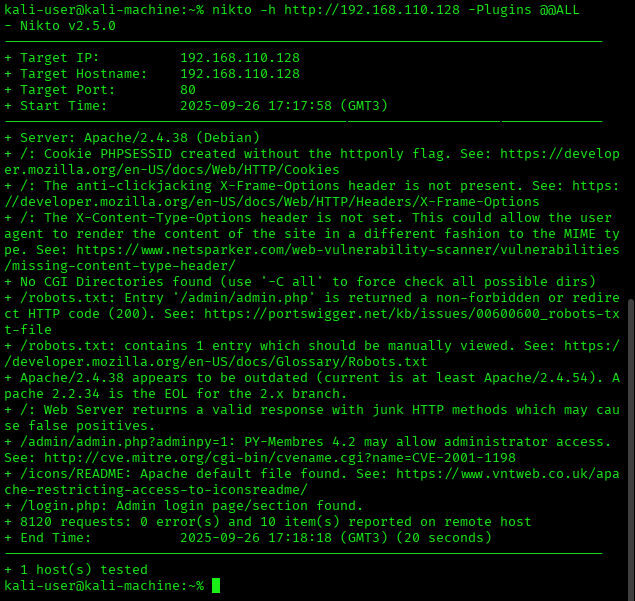 kali-user@kali-machine:~% nikto -h http://192.168.110.128 -Plugins @@ALL
- Nikto v2.5.0
---------------------------------------------------------------------------
+ Target IP:          192.168.110.128
+ Target Hostname:    192.168.110.128
+ Target Port:        80
+ Start Time:         2025-09-26 17:17:58 (GMT3)
---------------------------------------------------------------------------
+ Server: Apache/2.4.38 (Debian)
+ /: Cookie PHPSESSID created without the httponly flag. See: https://develop
er.mozilla.org/en-US/docs/Web/HTTP/Cookies
+ /: The anti-clickjacking X-Frame-Options header is not present. See: https:
//developer.mozilla.org/en-US/docs/Web/HTTP/Headers/X-Frame-Options
+ /: The X-Content-Type-Options header is not set. This could allow the user
agent to render the content of the site in a different fashion to the MIME ty
pe. See: https://www.netsparker.com/web-vulnerability-scanner/vulnerabilities
/missing-content-type-header/
+ No CGI Directories found (use '-C all' to force check all possible dirs)
+ /robots.txt: Entry '/admin/admin.php' is returned a non-forbidden or redire
ct HTTP code (200). See: https://portswigger.net/kb/issues/00600600_robots-tx
t-file
+ /robots.txt: contains 1 entry which should be manually viewed. See: https:/
/developer.mozilla.org/en-US/docs/Glossary/Robots.txt
+ Apache/2.4.38 appears to be outdated (current is at least Apache/2.4.54). A
pache 2.2.34 is the EOL for the 2.x branch.
+ /: Web Server returns a valid response with junk HTTP methods which may cau
se false positives.
+ /admin/admin.php?adminpy=1: PY-Membres 4.2 may allow administrator access.
See: http://cve.mitre.org/cgi-bin/cvename.cgi?name=CVE-2001-1198
+ /icons/README: Apache default file found. See: https://www.vntweb.co.uk/apa
che-restricting-access-to-iconsreadme/
+ /login.php: Admin login page/section found.
+ 8120 requests: 0 error(s) and 10 item(s) reported on remote host
+ End Time:           2025-09-26 17:18:18 (GMT3) (20 seconds)
---------------------------------------------------------------------------
+ 1 host(s) tested
kali-user@kali-machine:~%